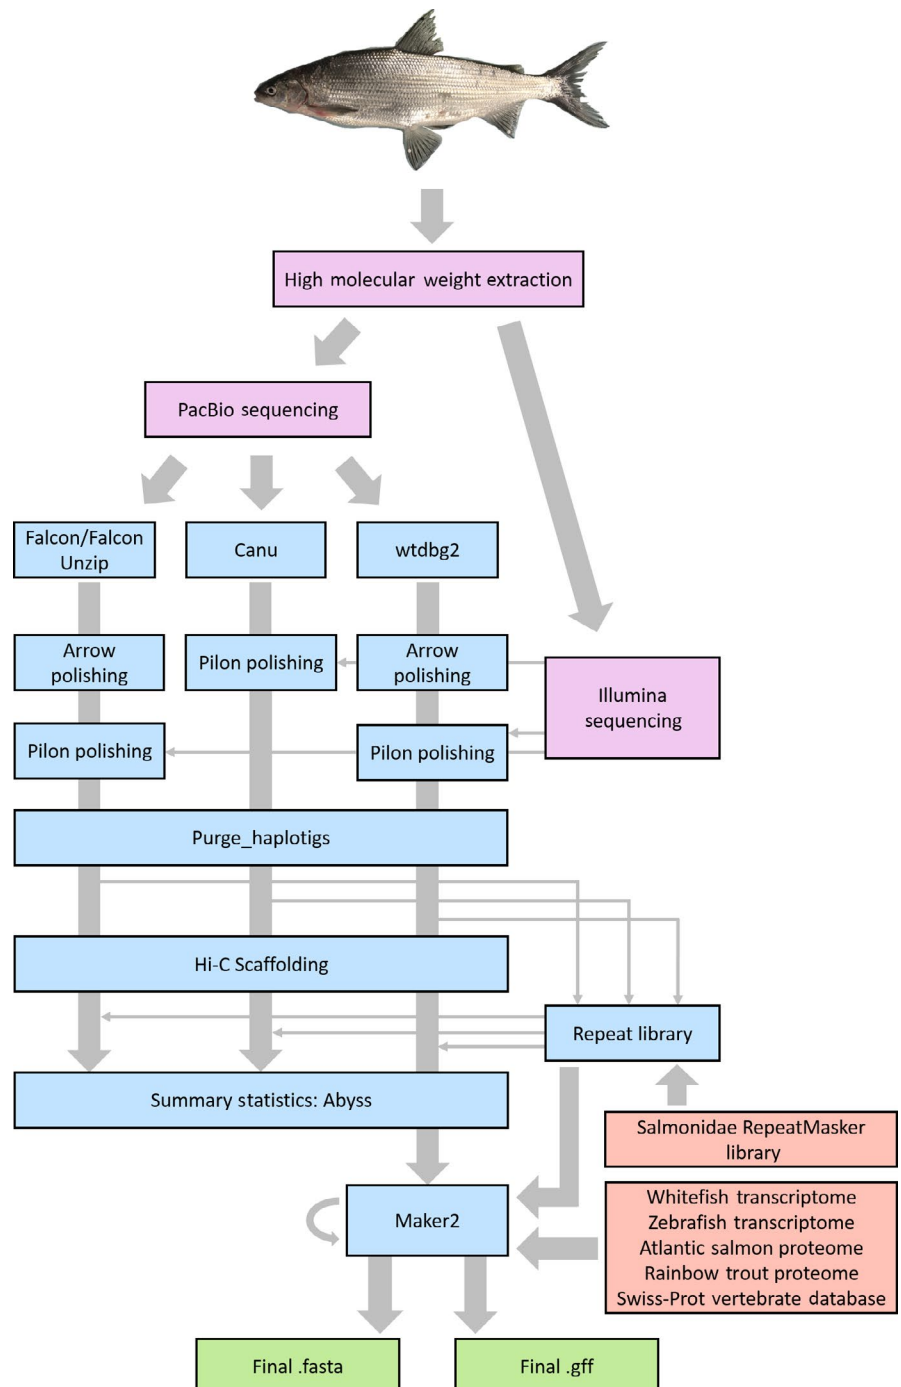 High molecular weight extraction
PacBio sequencing
Falcon/Falcon
Unzip
Canu
wtdbg2
Arrow
polishing
Pilon polishing
Arrow
polishing
Illumina
sequencing
Pilon polishing
Pilon polishing
Purge_haplotigs
Hi-C Scaffolding
Repeat library
Summary statistics: Abyss
Salmonidae RepeatMasker
library
Maker2
Whitefish transcriptome
Zebrafish transcriptome
Atlantic salmon proteome
Rainbow trout proteome
Swiss-Prot vertebrate database
Final .fasta
Final .gff